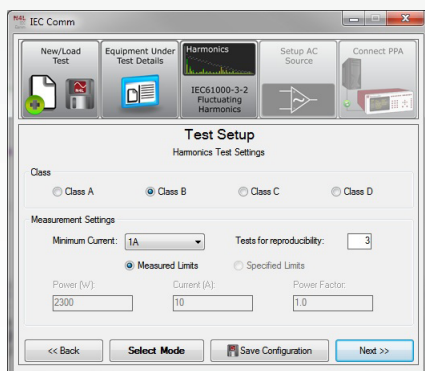 IEC Comm
New/Load
Test
Equipment Under
Test Details
Harmonics
IEC61000-3-2
Fluctuating
Harmonics
Setup AC
Source
Connect PPA
Test Setup
Harmonics Test Settings
Class
Class A
Class B
Class C
Class D
Measurement Settings
Minimum Current:
1A
Tests for reproducibility:
3
Measured Limits
Specified Limits
Power (W):
Current (A):
Power Factor:
2300
10
1.0
<< Back
Select Mode
Save Configuration
Next >>